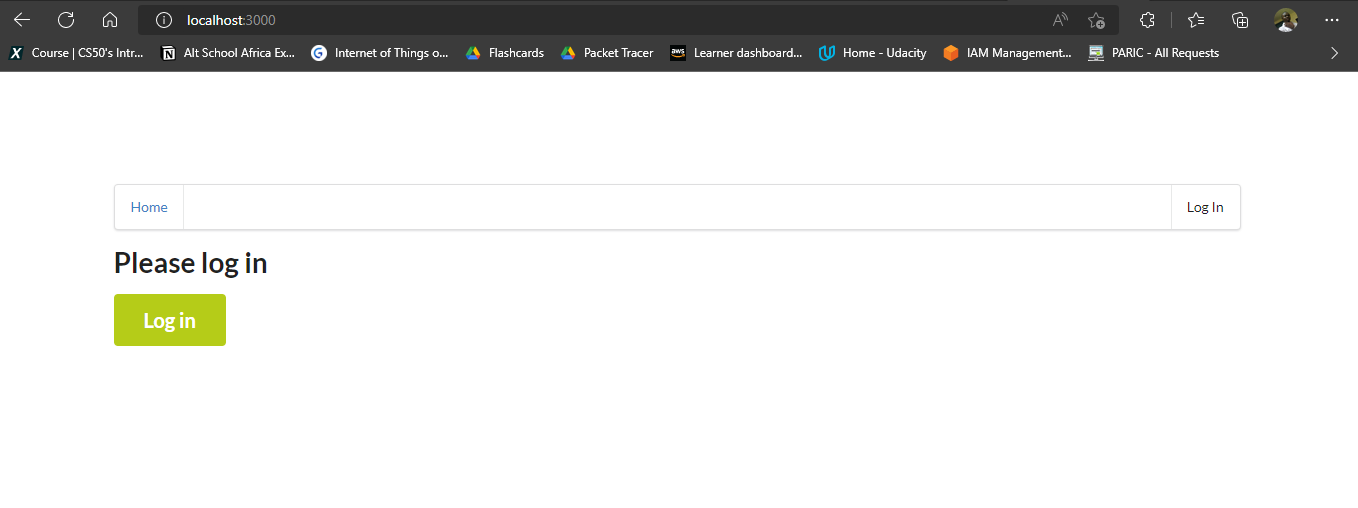 localhost:3000
Course | CS50's Intr... Alt School Africa Ex... Internet of Things o... Flashcards Packet Tracer aws Learner dashboard... Home - Udacity IAM Management... PARIC - All Requests
Home Log In
Please log in
Log in